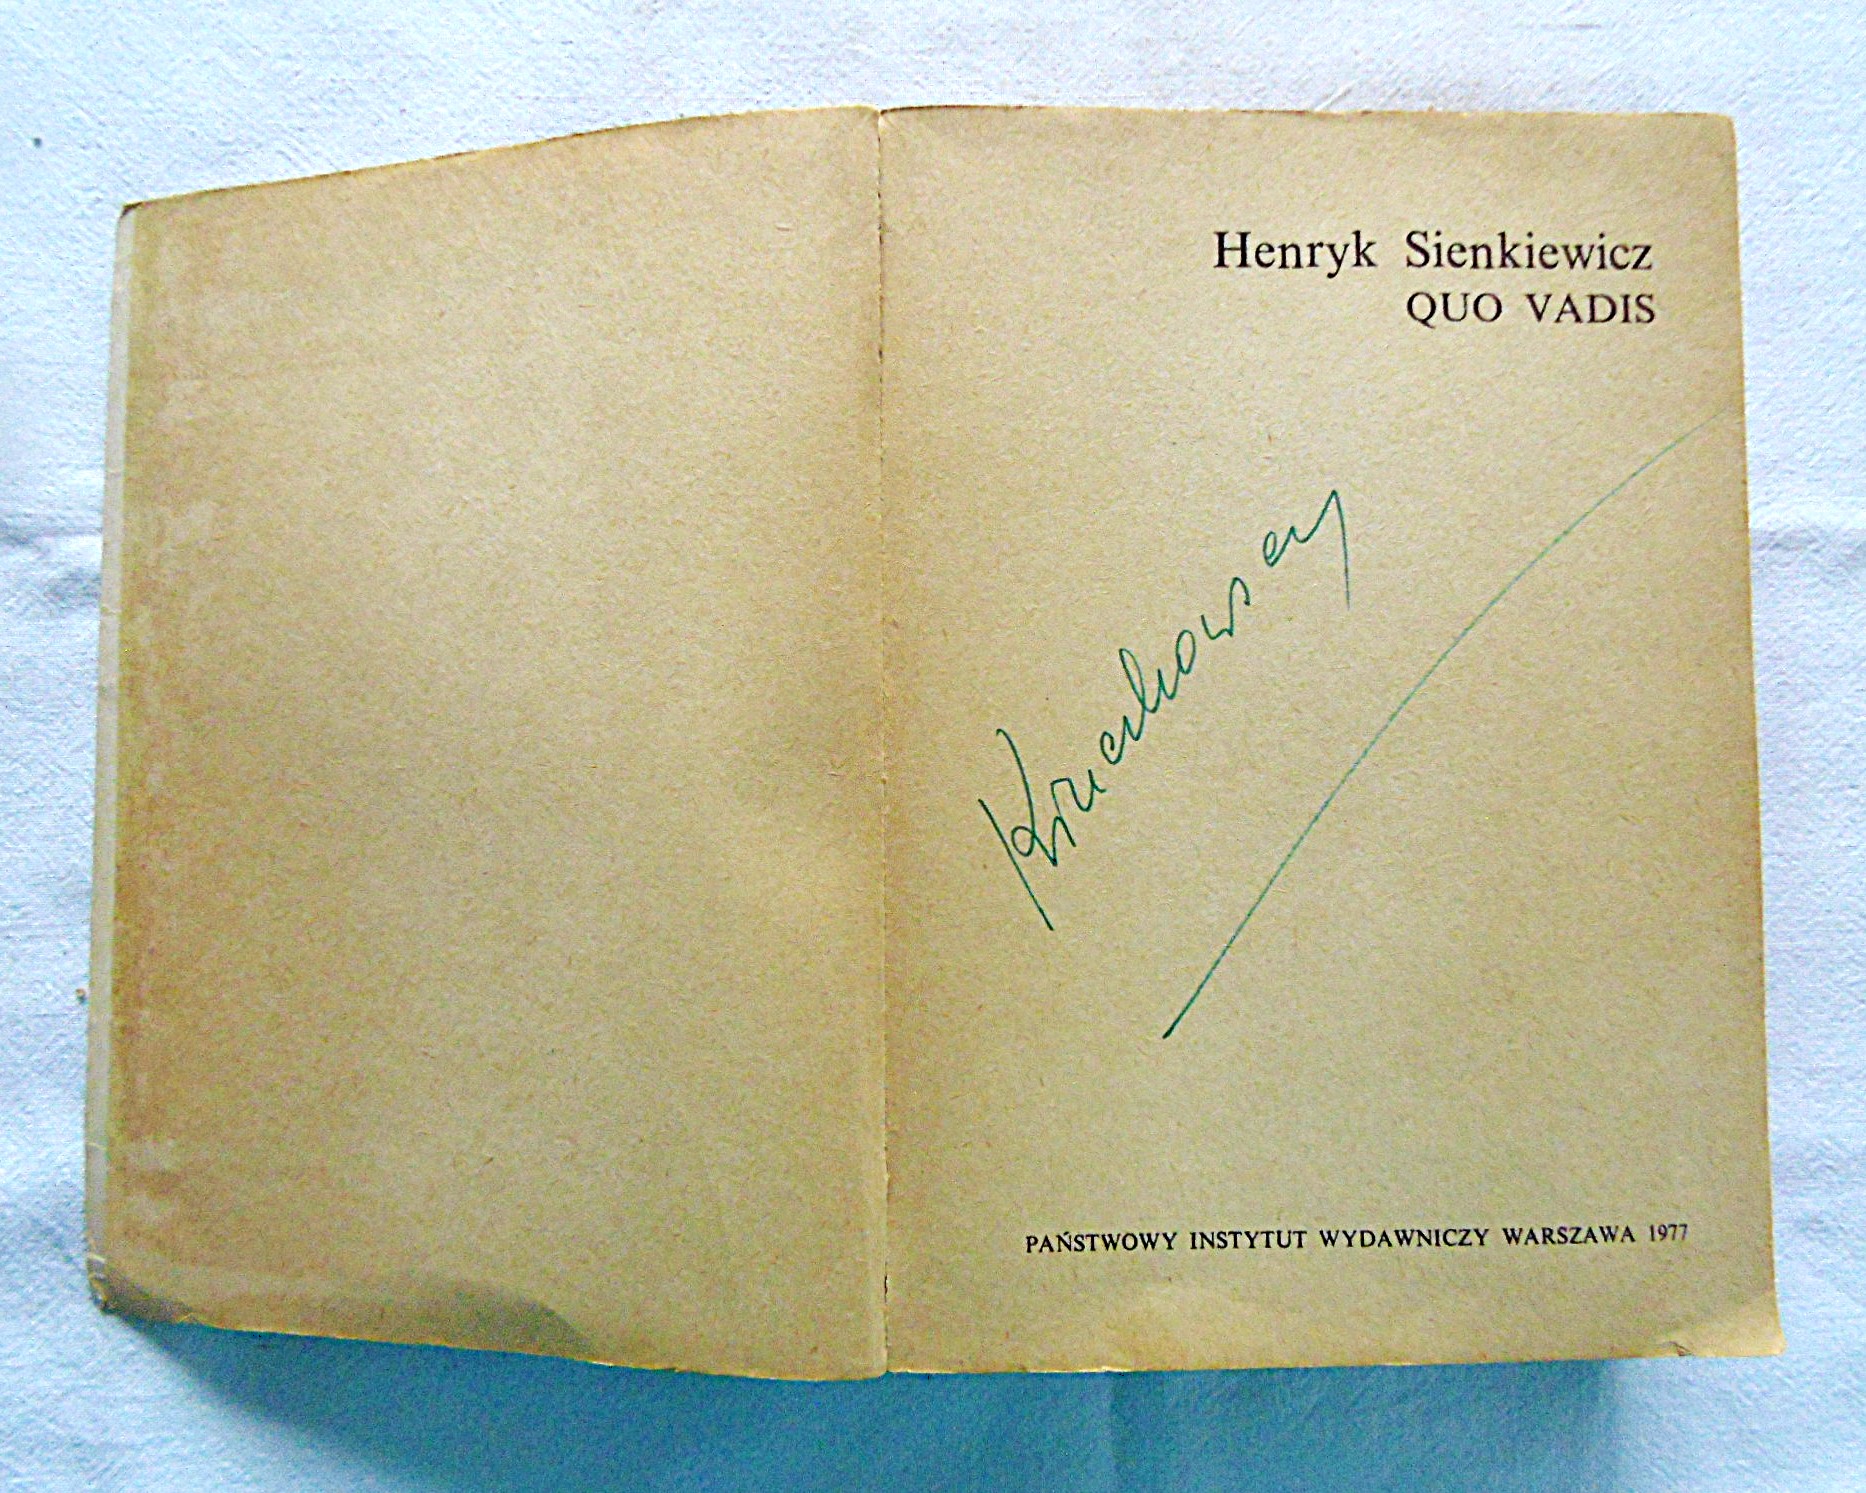 Henryk Sienkiewicz
QUO VADIS
PAŃSTWOWY INSTYTUT WYDAWNICZY WARSZAWA 1977